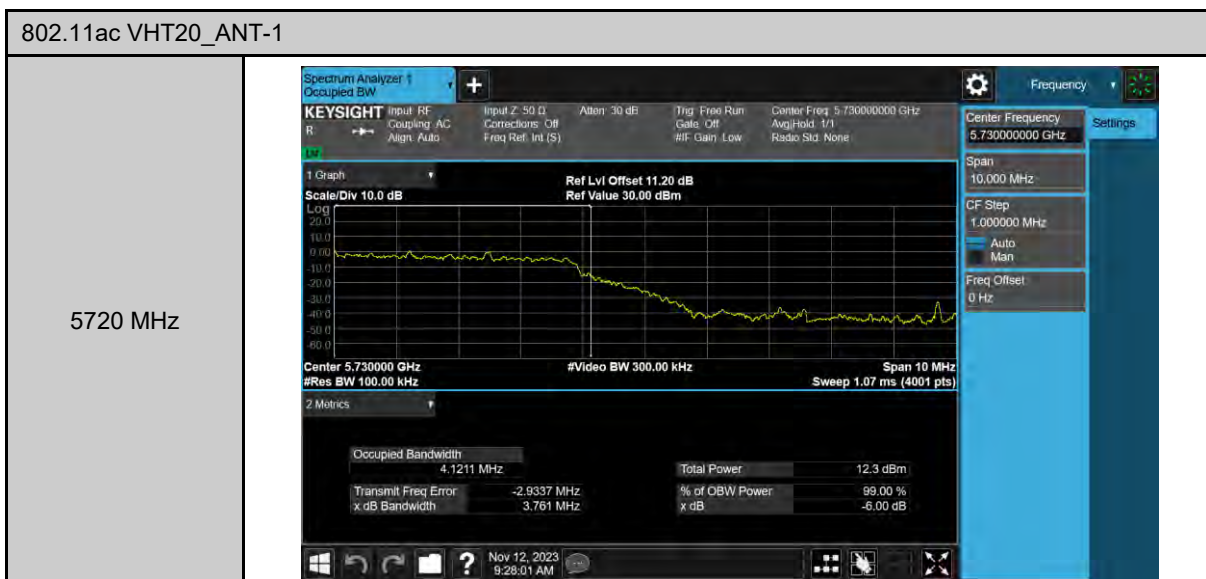 802.11ac VHT20_ANT-1
5720 MHz
Spectrum Analyzer 1
Occupied BW
Frequency
KEYSIGHT
R
Input: RF
Coupling: AC
Align: Auto
Input Z: 50 Ω
Corrections: Off
Freq Ref: Int (S)
Atten: 30 dB
Trig: Free Run
Gate: Off
#IF Gain: Low
Center Freq: 5.730000000 GHz
Avg|Hold: 1/1
Radio Std: None
1 Graph
Scale/Div 10.0 dB
Ref Lvl Offset 11.20 dB
Ref Value 30.00 dBm
Log
20.0
10.0
0.00
-10.0
-20.0
-30.0
-40.0
-50.0
-60.0
Center 5.730000 GHz
#Res BW 100.00 kHz
#Video BW 300.00 kHz
Span 10 MHz
Sweep 1.07 ms (4001 pts)
2 Metrics
Occupied Bandwidth
4.1211 MHz
Transmit Freq Error -2.9337 MHz
x dB Bandwidth 3.761 MHz
Total Power 12.3 dBm
% of OBW Power 99.00 %
x dB -6.00 dB
Center Frequency
5.730000000 GHz
Settings
Span
10.000 MHz
CF Step
1.000000 MHz
Auto
Man
Freq Offset
0 Hz
Nov 12, 2023
9:28:01 AM